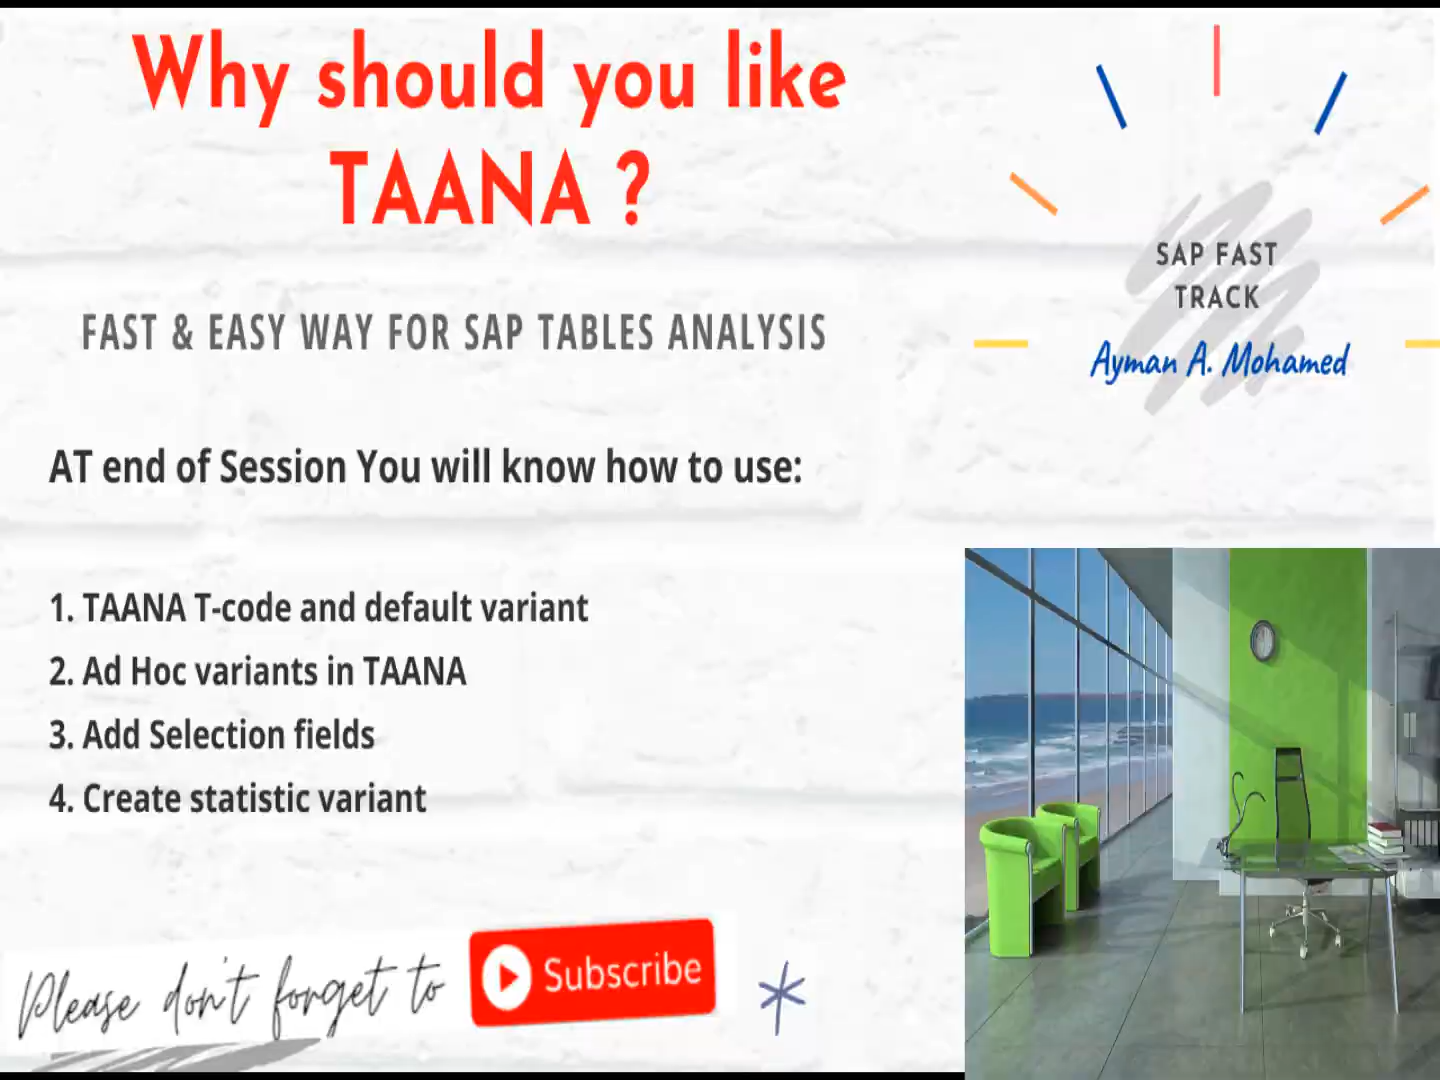 Why should you like
TAANA ?
FAST & EASY WAY FOR SAP TABLES ANALYSIS
SAP FAST
TRACK
Ayman A. Mohamed
AT end of Session You will know how to use:
1. TAANA T-code and default variant
2. Ad Hoc variants in TAANA
3. Add Selection fields
4. Create statistic variant
Please don't forget to
Subscribe